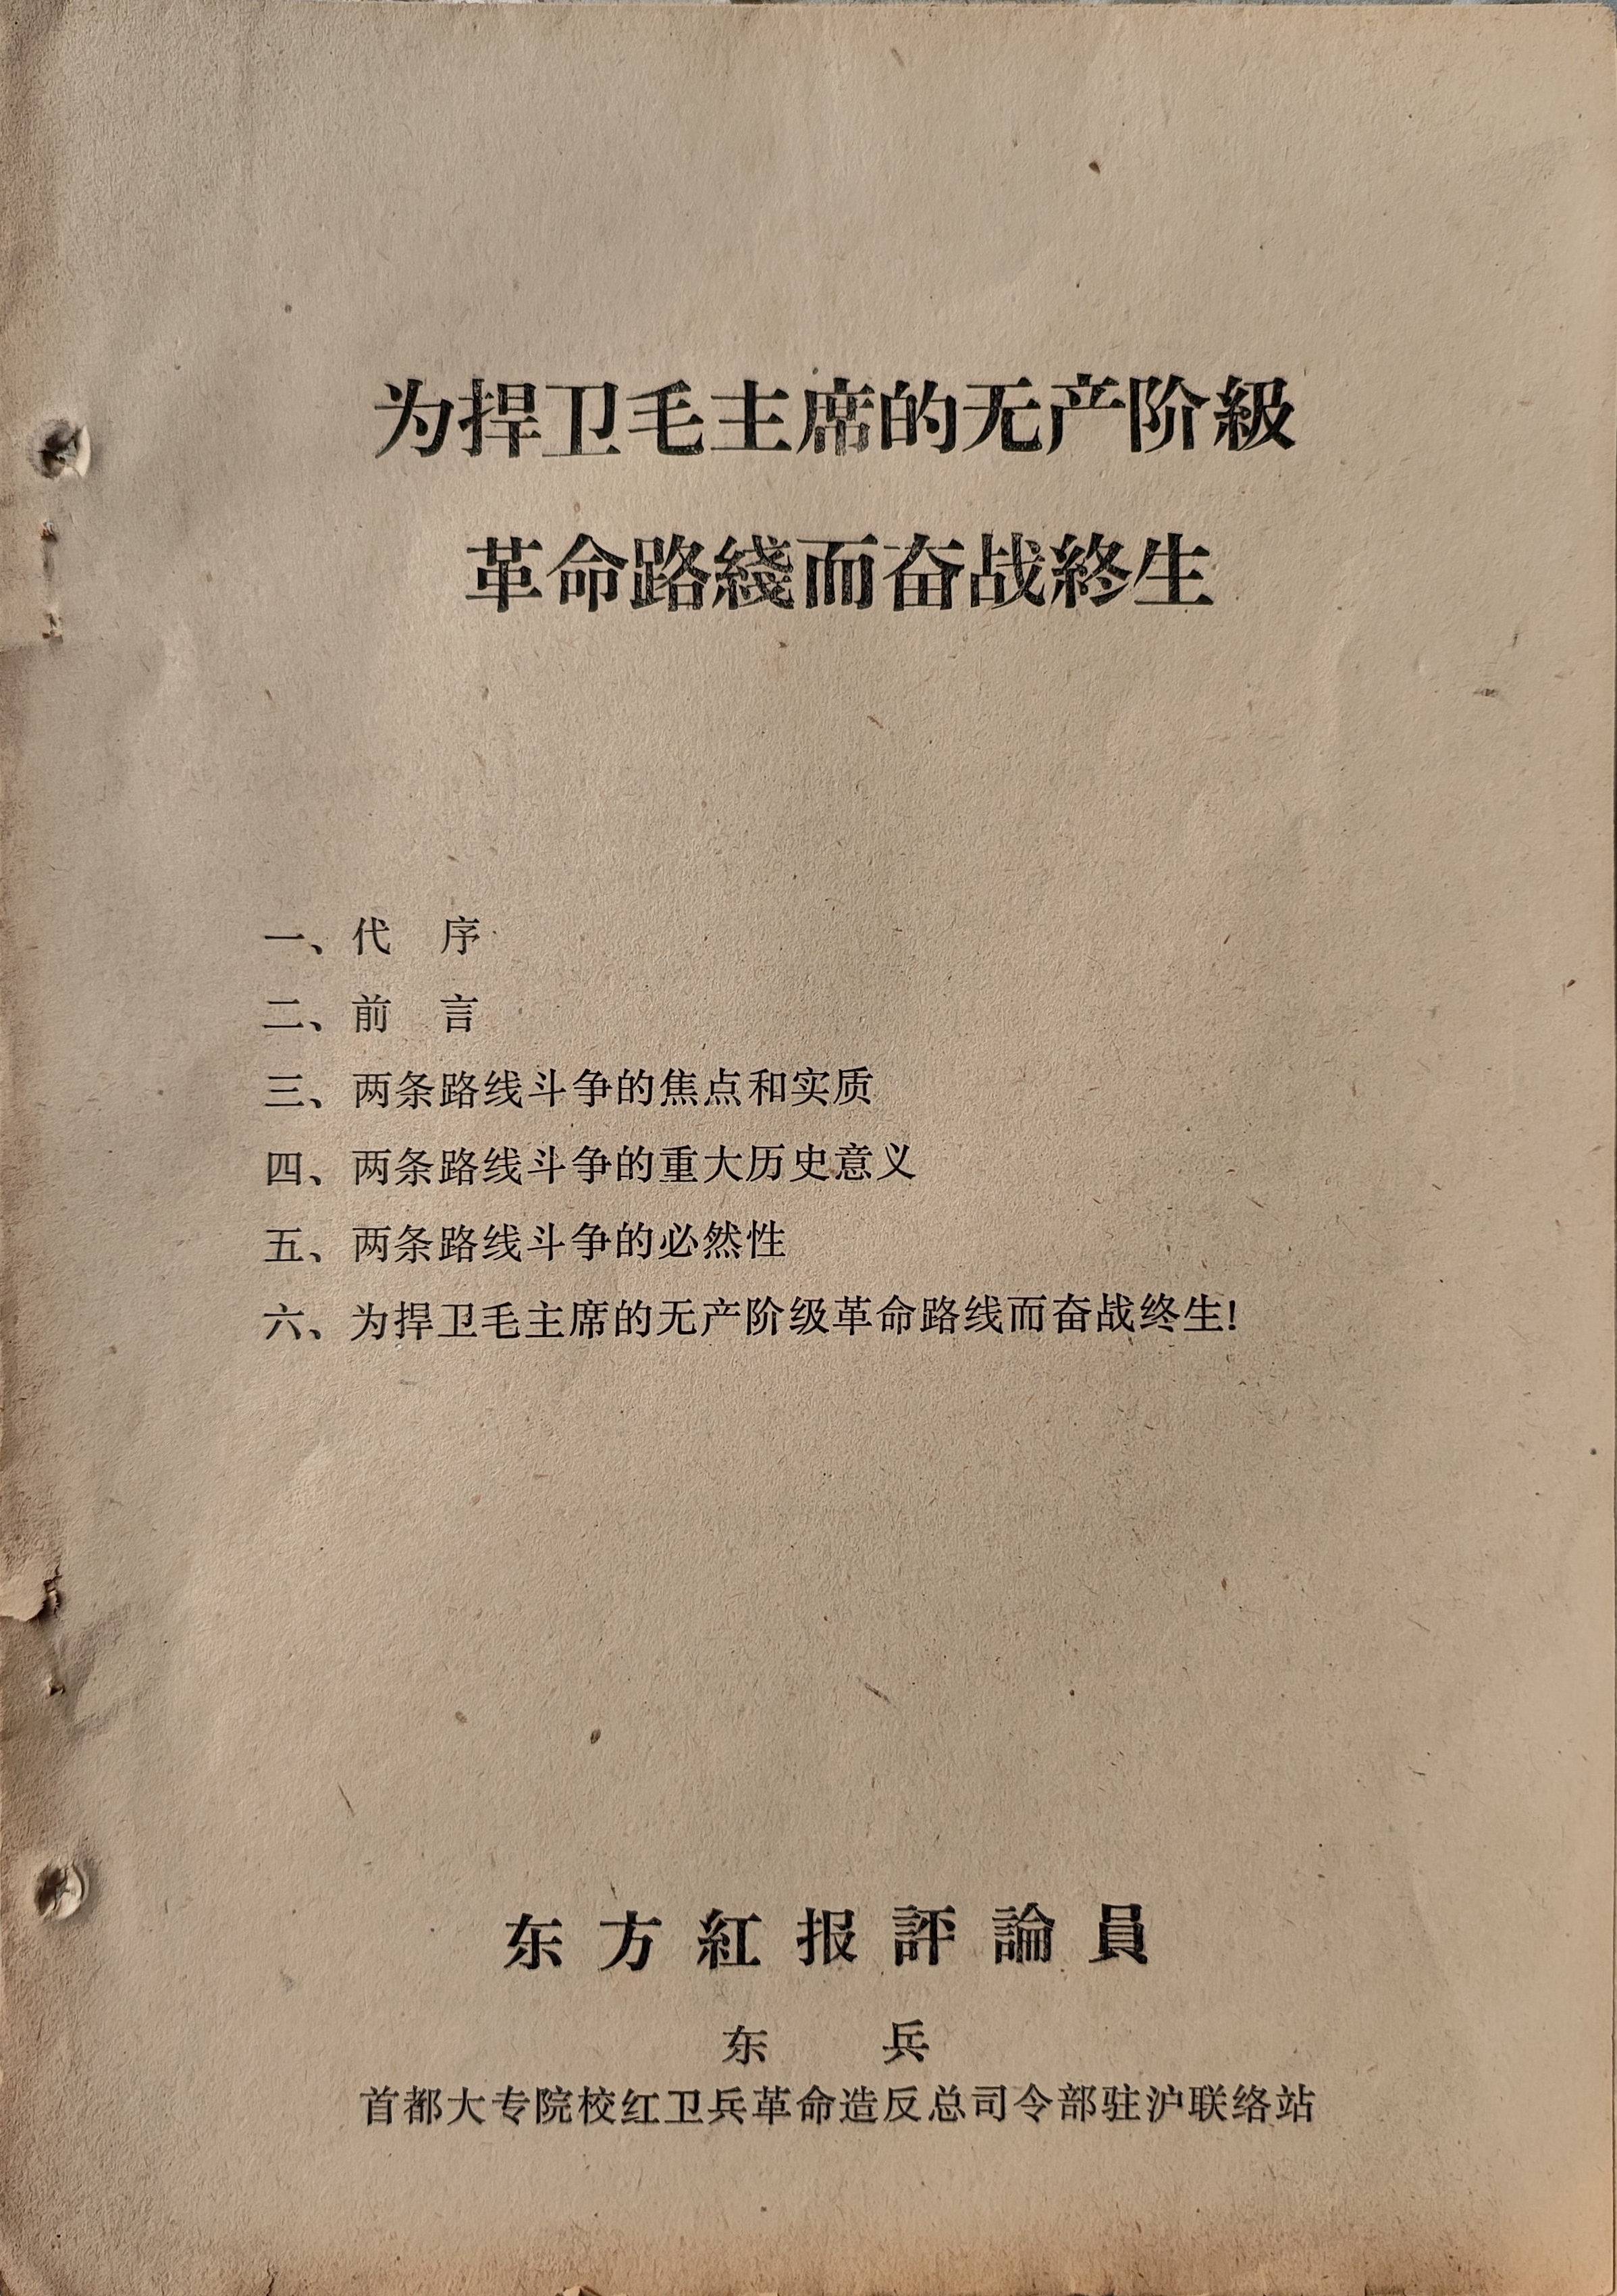 为捍卫毛主席的无产阶級
革命路綫而奋战終生
一、代　序
二、前　言
三、两条路线斗争的焦点和实质
四、两条路线斗争的重大历史意义
五、两条路线斗争的必然性
六、为捍卫毛主席的无产阶级革命路线而奋战终生!
东方紅报評論員
东　兵
首都大专院校红卫兵革命造反总司令部驻沪联络站